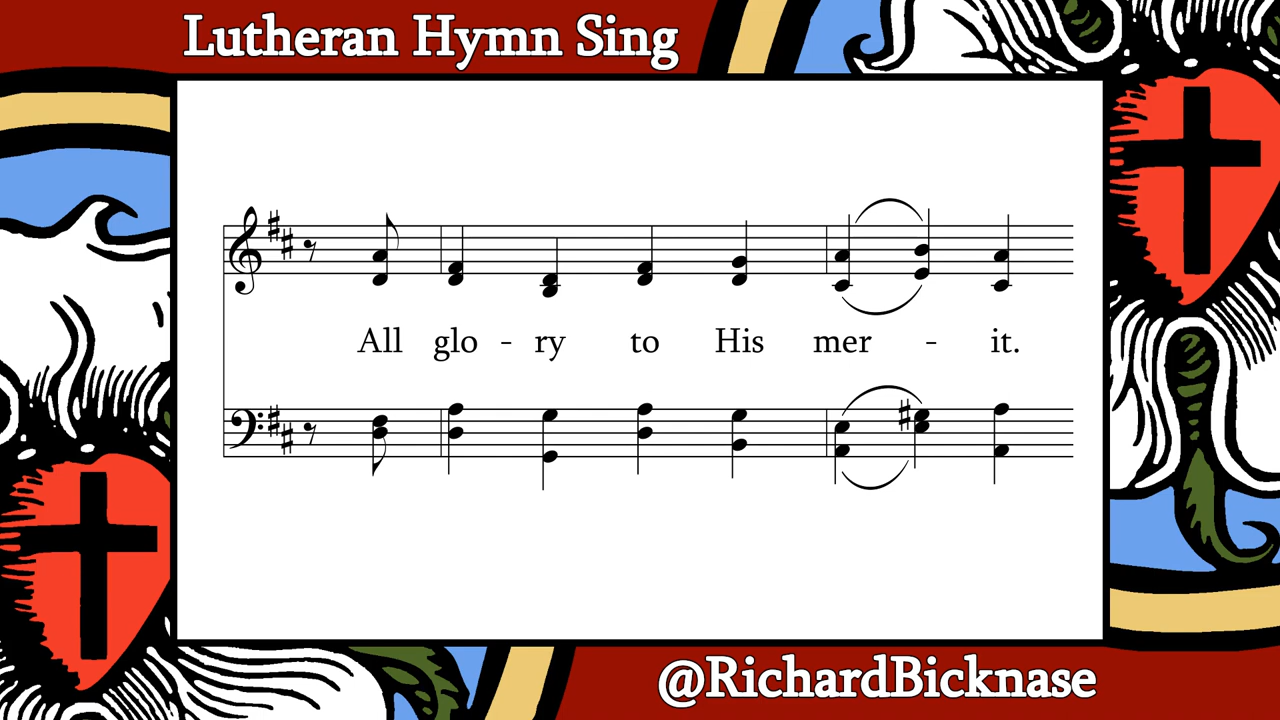 Lutheran Hymn Sing
All glo - ry to His mer - it.
@RichardBicknase